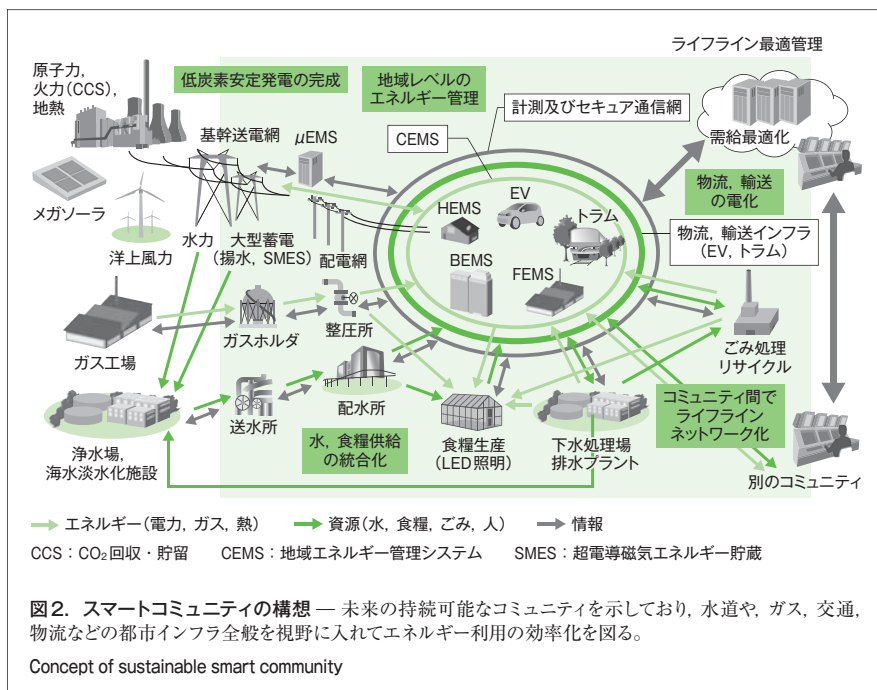 ライフライン最適管理
原子力,
火力(CCS),
地熱
低炭素安定発電の完成
地域レベルの
エネルギー管理
計測及びセキュア通信網
需給最適化
基幹送電網
μEMS
CEMS
メガソーラ
洋上風力
水力
大型蓄電
(揚水, SMES)
配電網
HEMS
EV
トラム
BEMS
FEMS
物流, 輸送
の電化
物流, 輸送インフラ
(EV, トラム)
ガス工場
ガスホルダ
整圧所
ごみ処理
リサイクル
浄水場,
海水淡水化施設
送水所
配水所
水, 食糧供給
の統合化
食糧生産
(LED照明)
下水処理場
排水プラント
コミュニティ間で
ライフライン
ネットワーク化
別のコミュニティ
エネルギー(電力, ガス, 熱)
資源(水, 食糧, ごみ, 人)
情報
CCS:CO₂回収・貯留 CEMS:地域エネルギー管理システム SMES:超電導磁気エネルギー貯蔵
図2. スマートコミュニティの構想 ― 未来の持続可能なコミュニティを示しており, 水道や, ガス, 交通,
物流などの都市インフラ全般を視野に入れてエネルギー利用の効率化を図る。
Concept of sustainable smart community